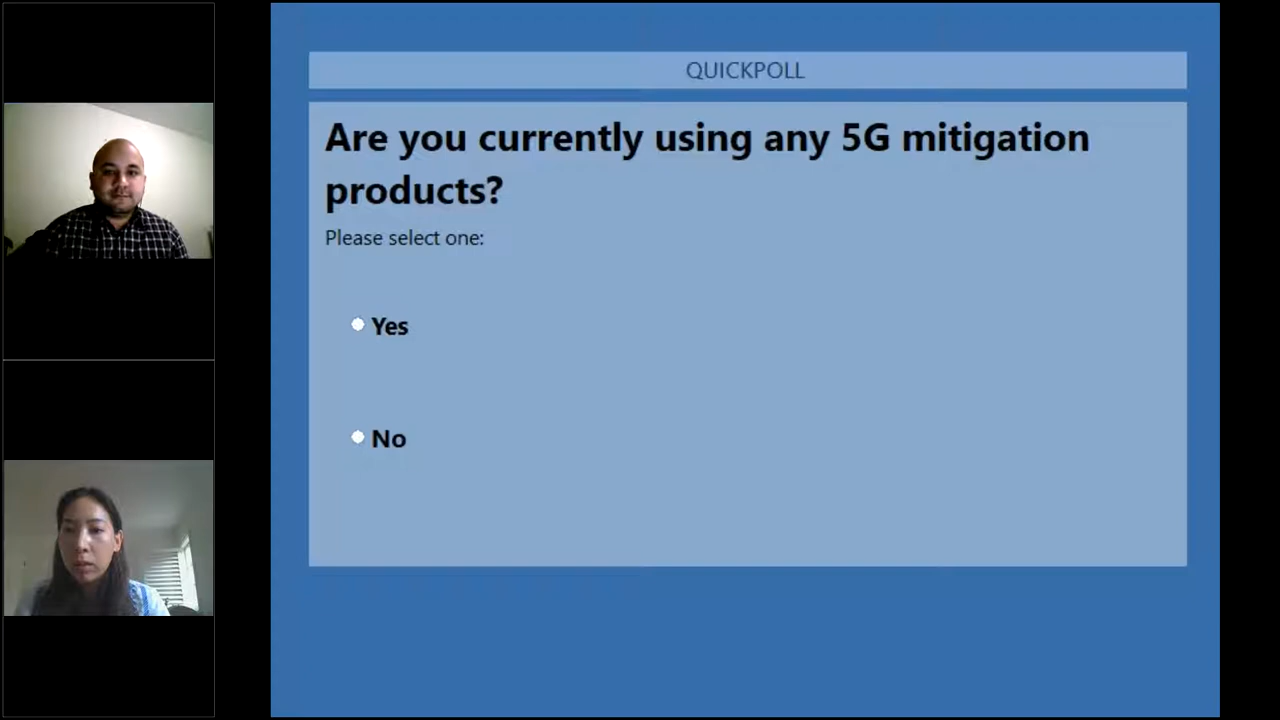 QUICKPOLL
Are you currently using any 5G mitigation
products?
Please select one:
Yes
No